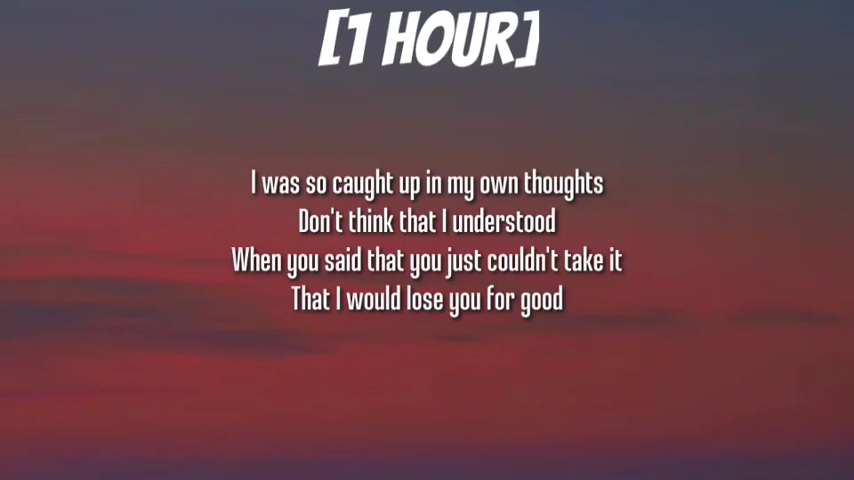 [1 HOUR]
I was so caught up in my own thoughts
Don't think that I understood
When you said that you just couldn't take it
That I would lose you for good